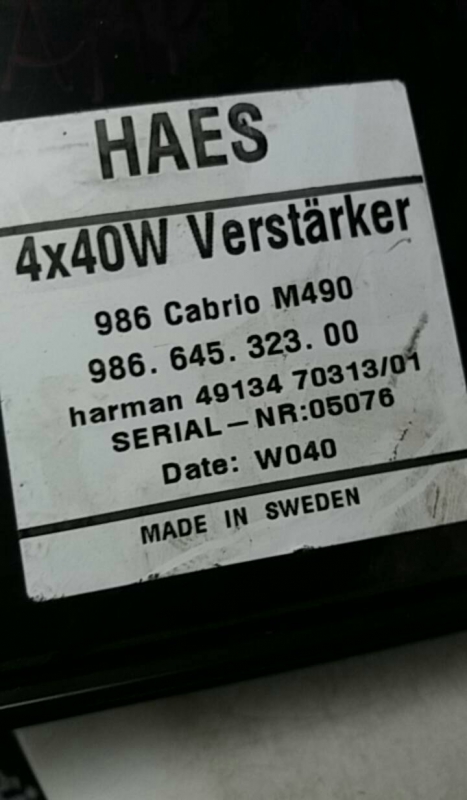 HAES
4x40W Verstärker
986 Cabrio M490
986. 645. 323. 00
harman 49134 70313/01
SERIAL-NR:05076
Date: W040
MADE IN SWEDEN